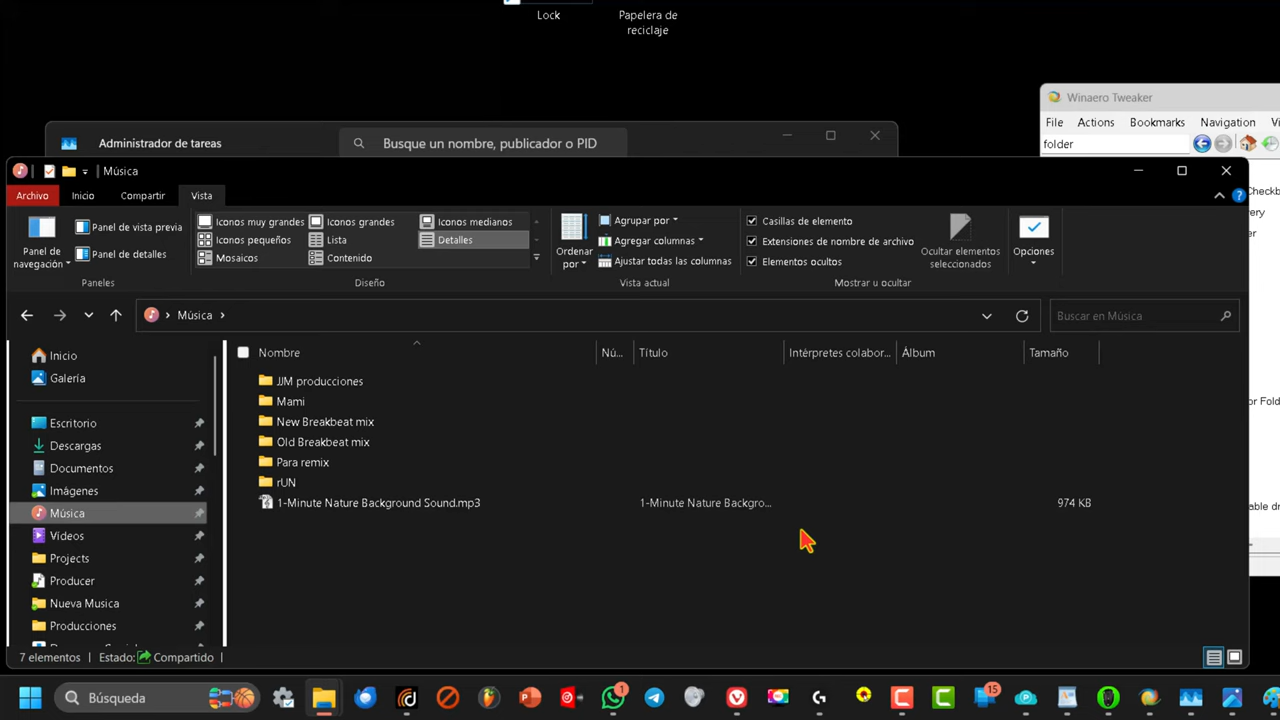 Lock
Papelera de
reciclaje
Winaero Tweaker
Administrador de tareas
Busque un nombre, publicador o PID
File Actions Bookmarks Navigation
folder
Música
Archivo Inicio Compartir Vista
Panel de
navegación
Panel de vista previa
Panel de detalles
Paneles
Iconos muy grandes Iconos grandes Iconos medianos
Iconos pequeños Lista Detalles
Mosaicos Contenido
Diseño
Ordenar
por
Agrupar por
Agregar columnas
Ajustar todas las columnas
Vista actual
Casillas de elemento
Extensiones de nombre de archivo
Elementos ocultos
Ocultar elementos
seleccionados
Mostrar u ocultar
Opciones
Música
Buscar en Música
Inicio
Galería
Escritorio
Descargas
Documentos
Imágenes
Música
Vídeos
Projects
Producer
Nueva Musica
Producciones
Nombre Nú... Título Intérpretes colabor... Álbum Tamaño
JJM producciones
Mami
New Breakbeat mix
Old Breakbeat mix
Para remix
rUN
1-Minute Nature Background Sound.mp3 1-Minute Nature Backgro... 974 KB
7 elementos Estado: Compartido
Búsqueda
1
15